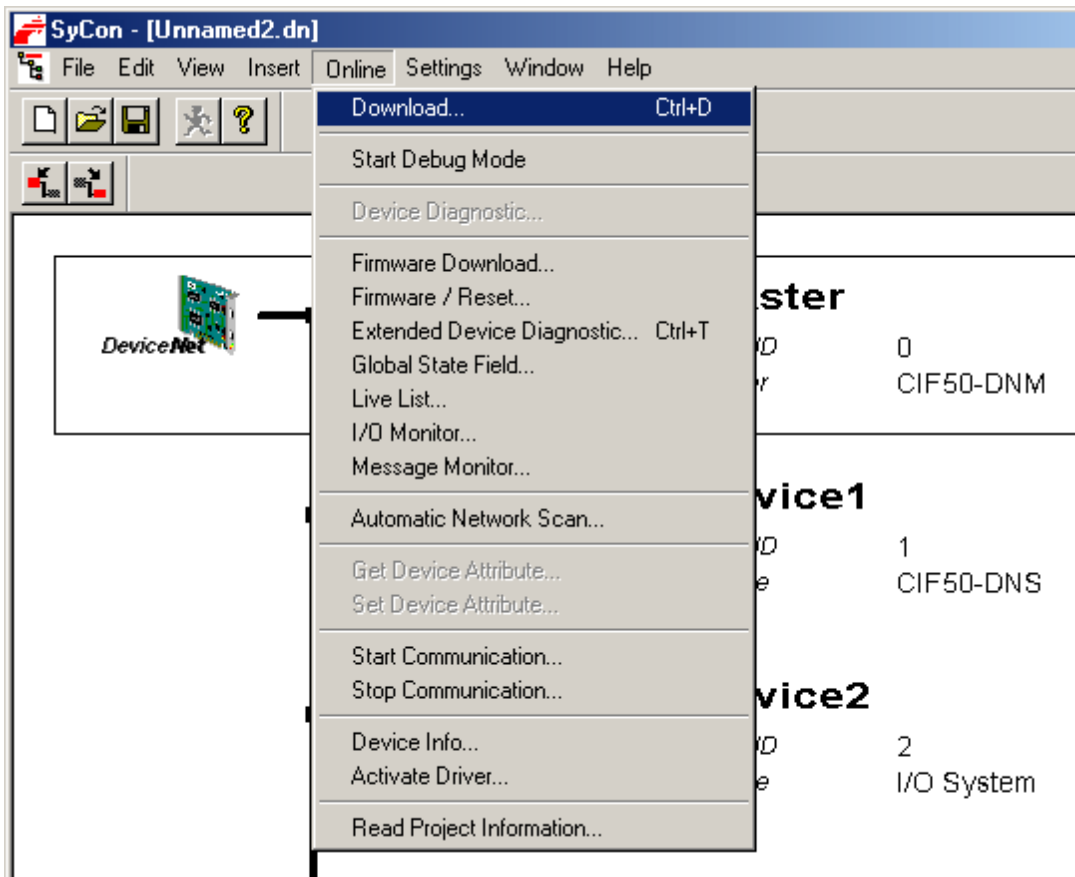 SyCon - [Unnamed2.dn]
File Edit View Insert Online Settings Window Help
Download... Ctrl+D
Start Debug Mode
Device Diagnostic...
Firmware Download...
Firmware / Reset...
Extended Device Diagnostic... Ctrl+T
Global State Field...
Live List...
I/O Monitor...
Message Monitor...
Automatic Network Scan...
Get Device Attribute...
Set Device Attribute...
Start Communication...
Stop Communication...
Device Info...
Activate Driver...
Read Project Information...
DeviceNet
ster
ID 0
r CIF50-DNM
vice1
ID 1
e CIF50-DNS
vice2
ID 2
e I/O System